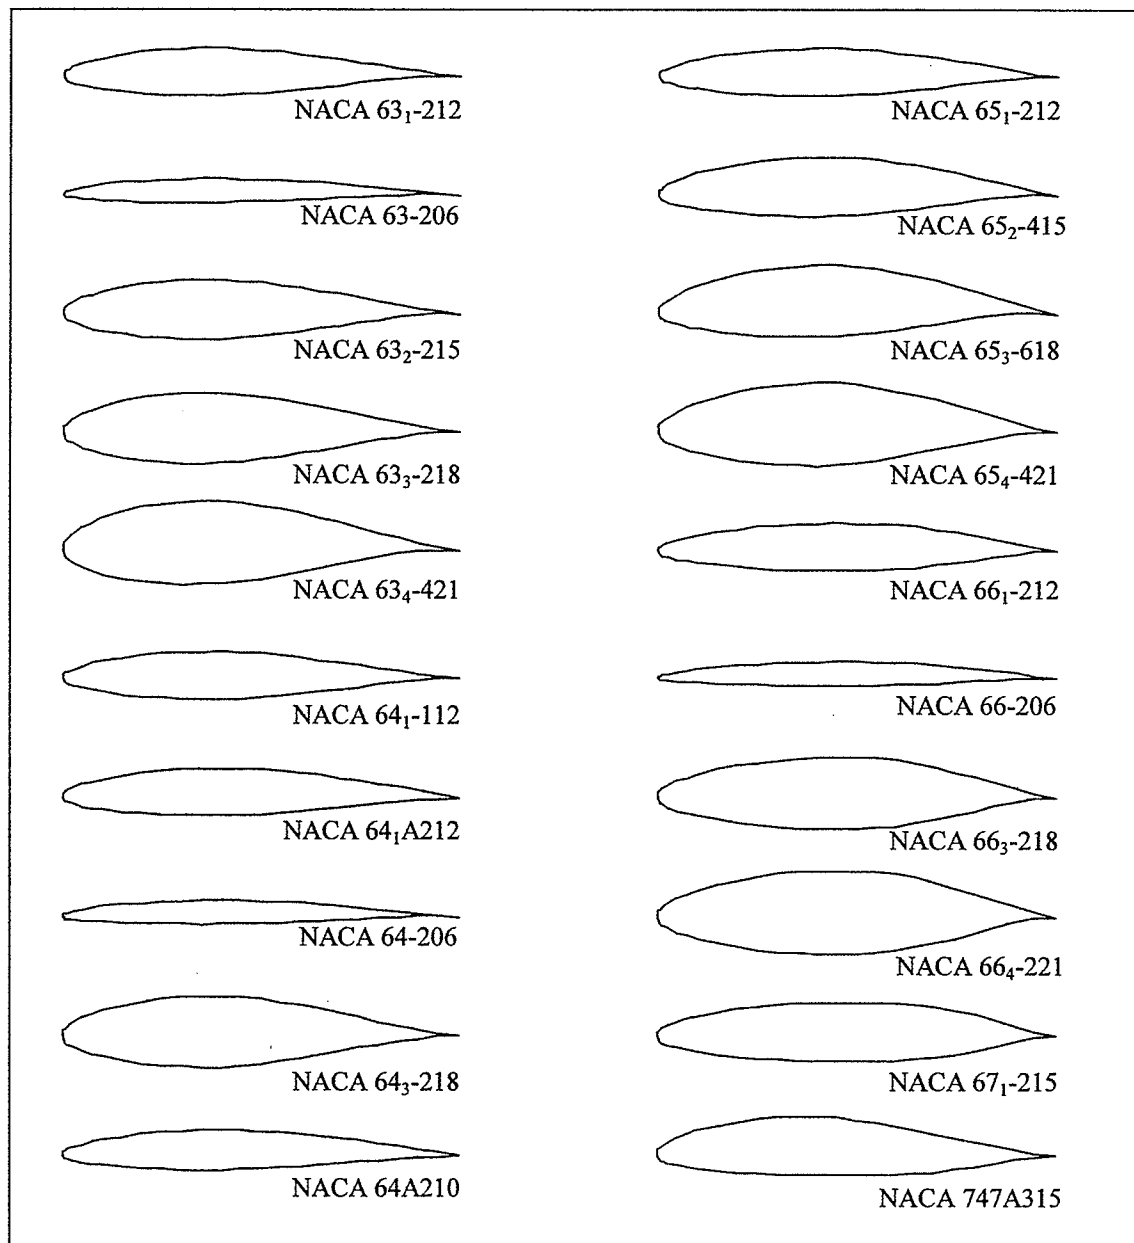 NACA 63₁-212
NACA 63-206
NACA 63₂-215
NACA 63₃-218
NACA 63₄-421
NACA 64₁-112
NACA 64₁A212
NACA 64-206
NACA 64₃-218
NACA 64A210
NACA 65₁-212
NACA 65₂-415
NACA 65₃-618
NACA 65₄-421
NACA 66₁-212
NACA 66-206
NACA 66₃-218
NACA 66₄-221
NACA 67₁-215
NACA 747A315